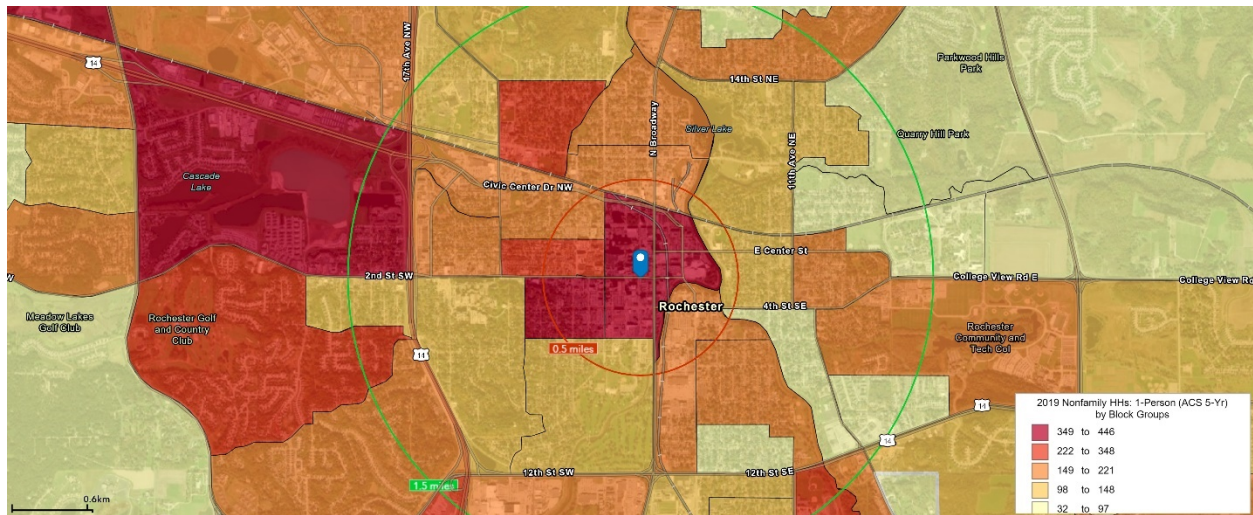 14
17th Ave NW
14th St NE
Parkwood Hills
Park
Silver Lake
N Broadway
Quarry Hill Park
11th Ave NE
Cascade
Lake
Civic Center Dr NW
E Center St
2nd St SW
College View Rd E
College View Rd
W
Rochester
4th St SE
Meadow Lakes
Golf Club
Rochester Golf
and Country
Club
Rochester
Community and
Tech Col
0.5 miles
14
14
14
12th St SW
12th St SE
1.5 miles
0.6km
2019 Nonfamily HHs: 1-Person (ACS 5-Yr)
by Block Groups
349 to 446
222 to 348
149 to 221
98 to 148
32 to 97